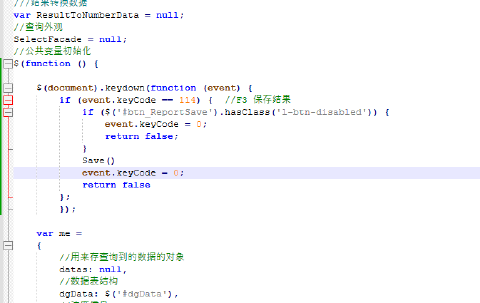 ///结果转换数据
var ResultToNumberData = null;
//查询外观
SelectFacade = null;
//公共变量初始化
$(function () {
$(document).keydown(function (event) {
if (event.keyCode == 114) { //F3 保存结果
if ($('#btn_ReportSave').hasClass('l-btn-disabled')) {
event.keyCode = 0;
return false;
}
Save()
event.keyCode = 0;
return false
};
});
var me =
{
//用来存查询到的数据的对象
datas: null,
//数据表结构
dgData: $('#dgData'),